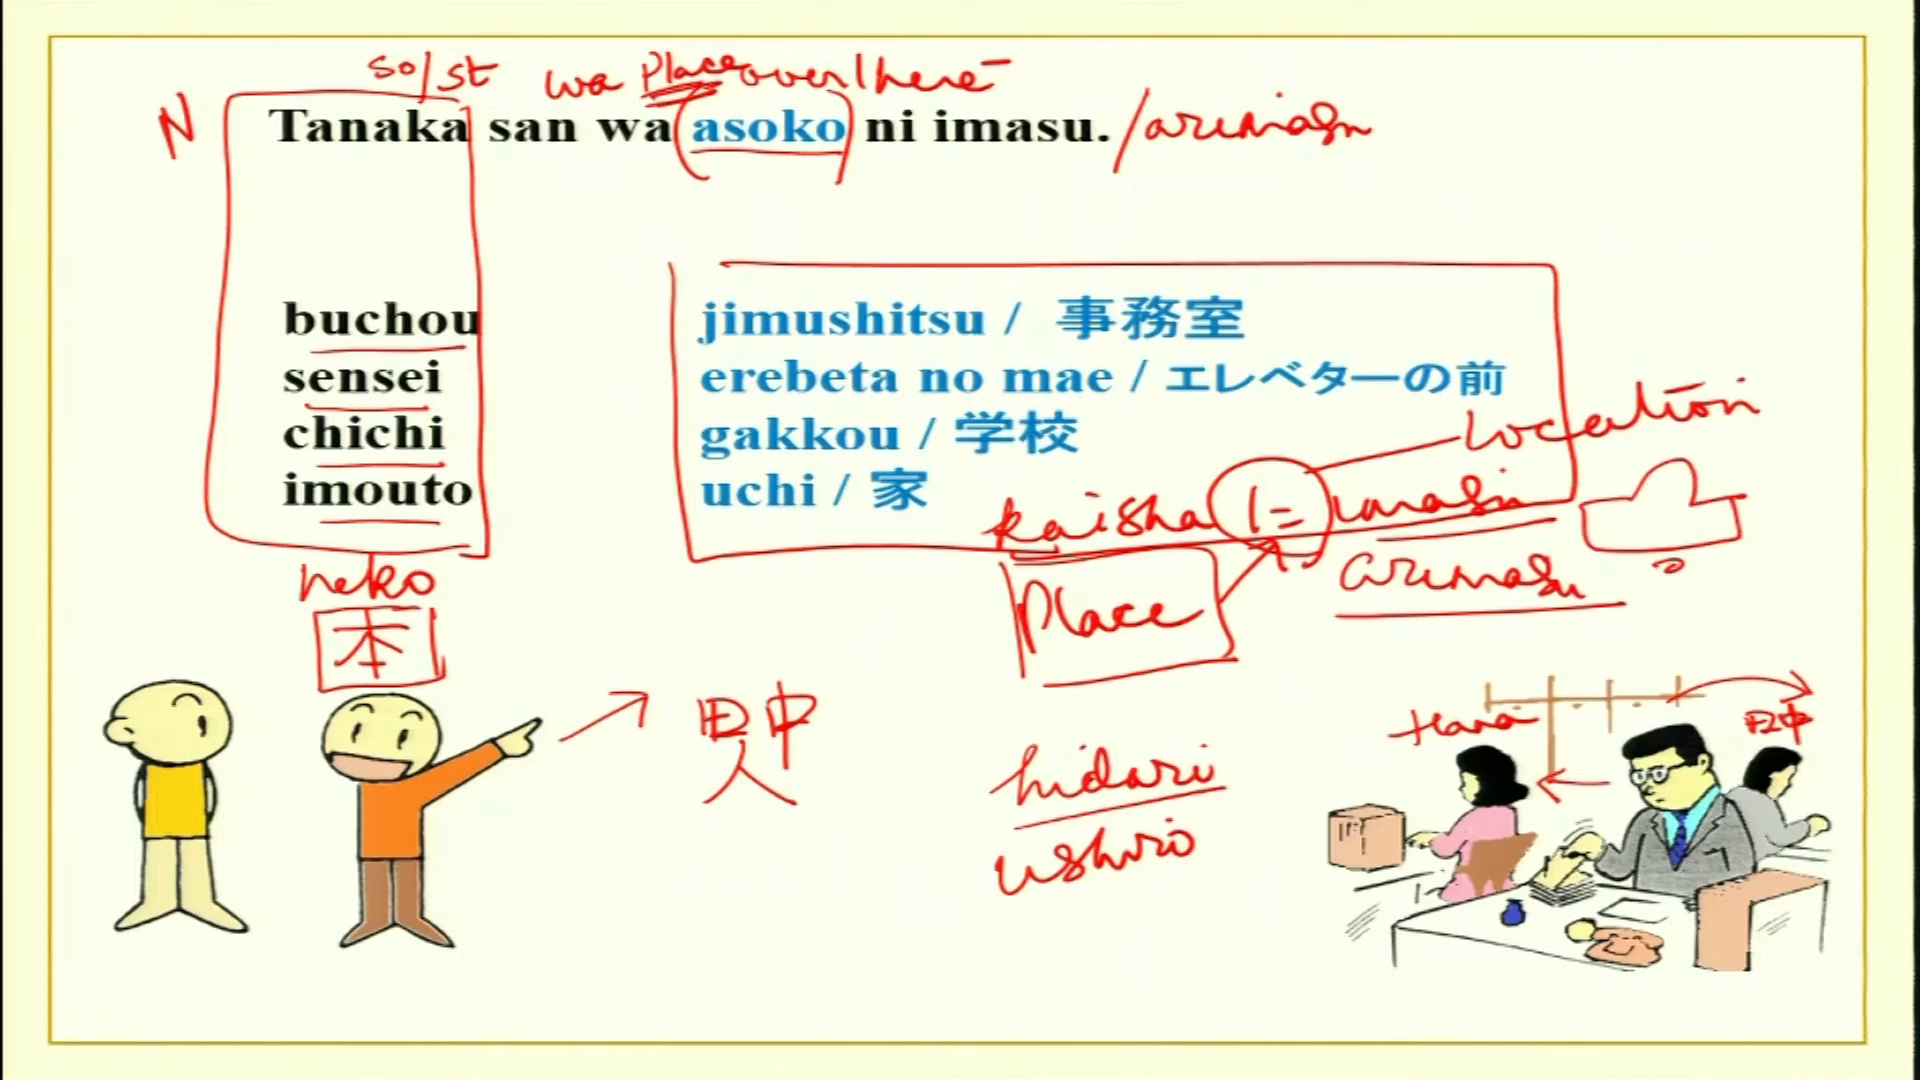 so/st wa place over there
N Tanaka san wa asoko ni imasu. / arimasu
buchou jimushitsu / 事務室
sensei erebeta no mae / エレベターの前
chichi gakkou / 学校
location
imouto uchi / 家
kaisha に imasu
neko
arimasu
Place
本
田中
人
hidari
ushiro
Hana
田中